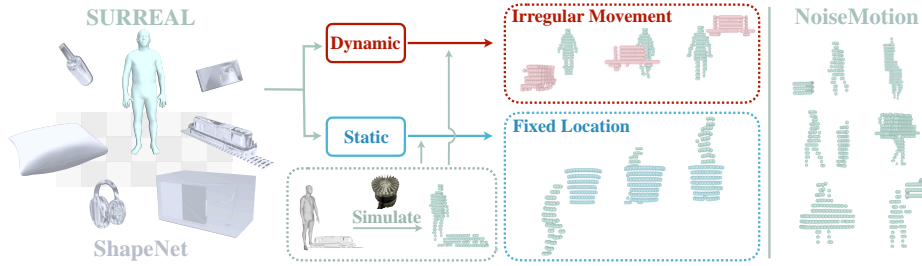 SURREAL
ShapeNet
Dynamic
Static
Simulate
Irregular Movement
Fixed Location
NoiseMotion